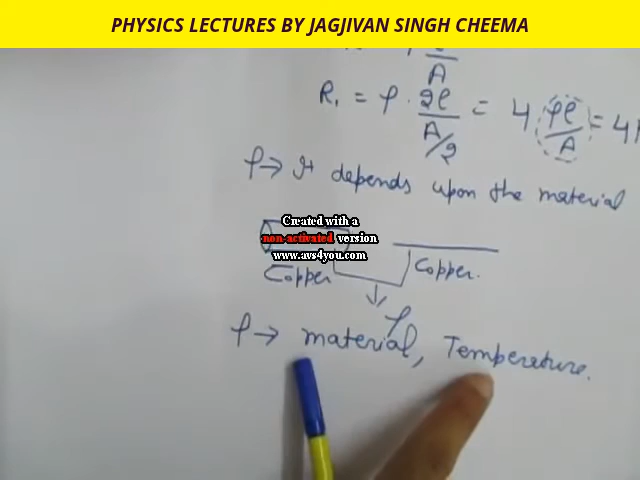 PHYSICS LECTURES BY JAGJIVAN SINGH CHEEMA
A
R₁ = ρ · 2l / A/2 = 4 ρl / A = 4R
ρ → It depends upon the material
Created with a
non-activated version
www.avs4you.com
Copper
Copper.
ρ
ρ → material, Temperature.